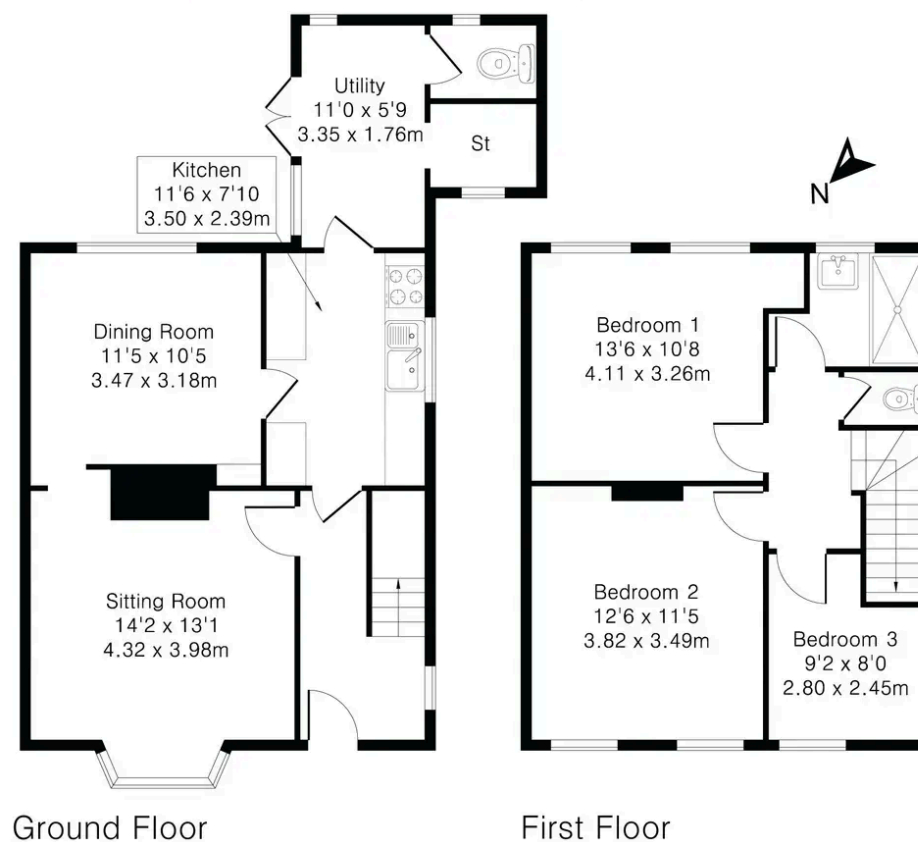 Utility
11'0 x 5'9
3.35 x 1.76m
St
Kitchen
11'6 x 7'10
3.50 x 2.39m
N
Dining Room
11'5 x 10'5
3.47 x 3.18m
Bedroom 1
13'6 x 10'8
4.11 x 3.26m
Sitting Room
14'2 x 13'1
4.32 x 3.98m
Bedroom 2
12'6 x 11'5
3.82 x 3.49m
Bedroom 3
9'2 x 8'0
2.80 x 2.45m
Ground Floor
First Floor